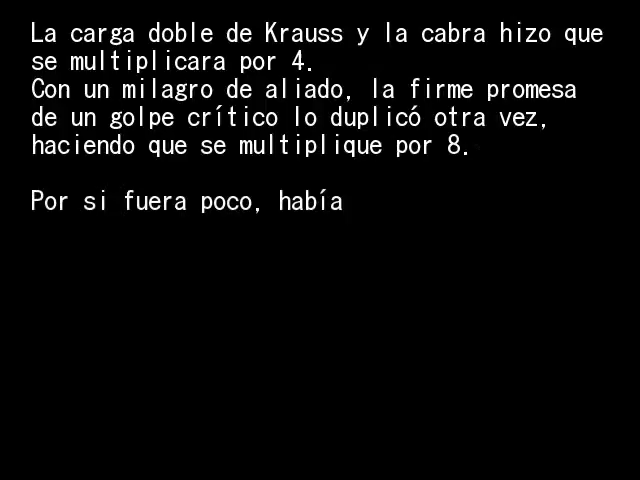 La carga doble de Krauss y la cabra hizo que
se multiplicara por 4.
Con un milagro de aliado, la firme promesa
de un golpe crítico lo duplicó otra vez,
haciendo que se multiplique por 8.
Por si fuera poco, había